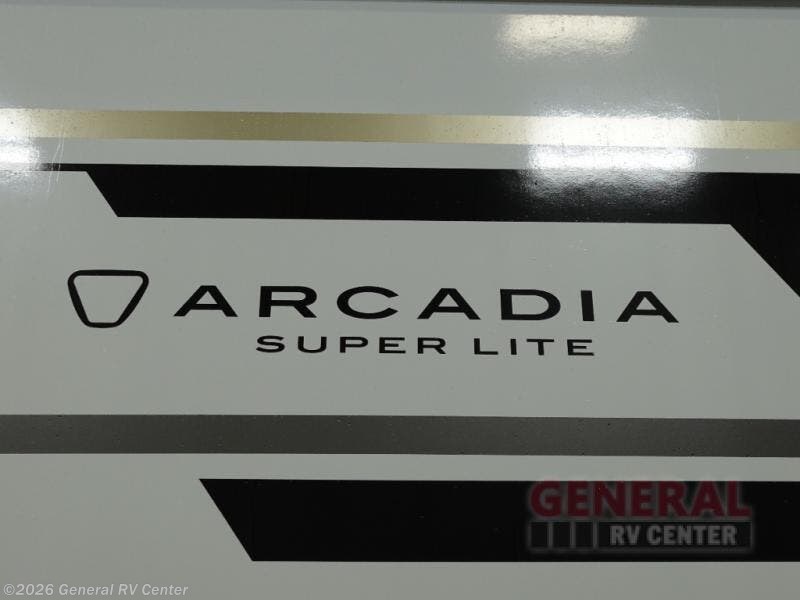 ARCADIA
SUPER LITE
GENERAL
RV CENTER
©2026 General RV Center